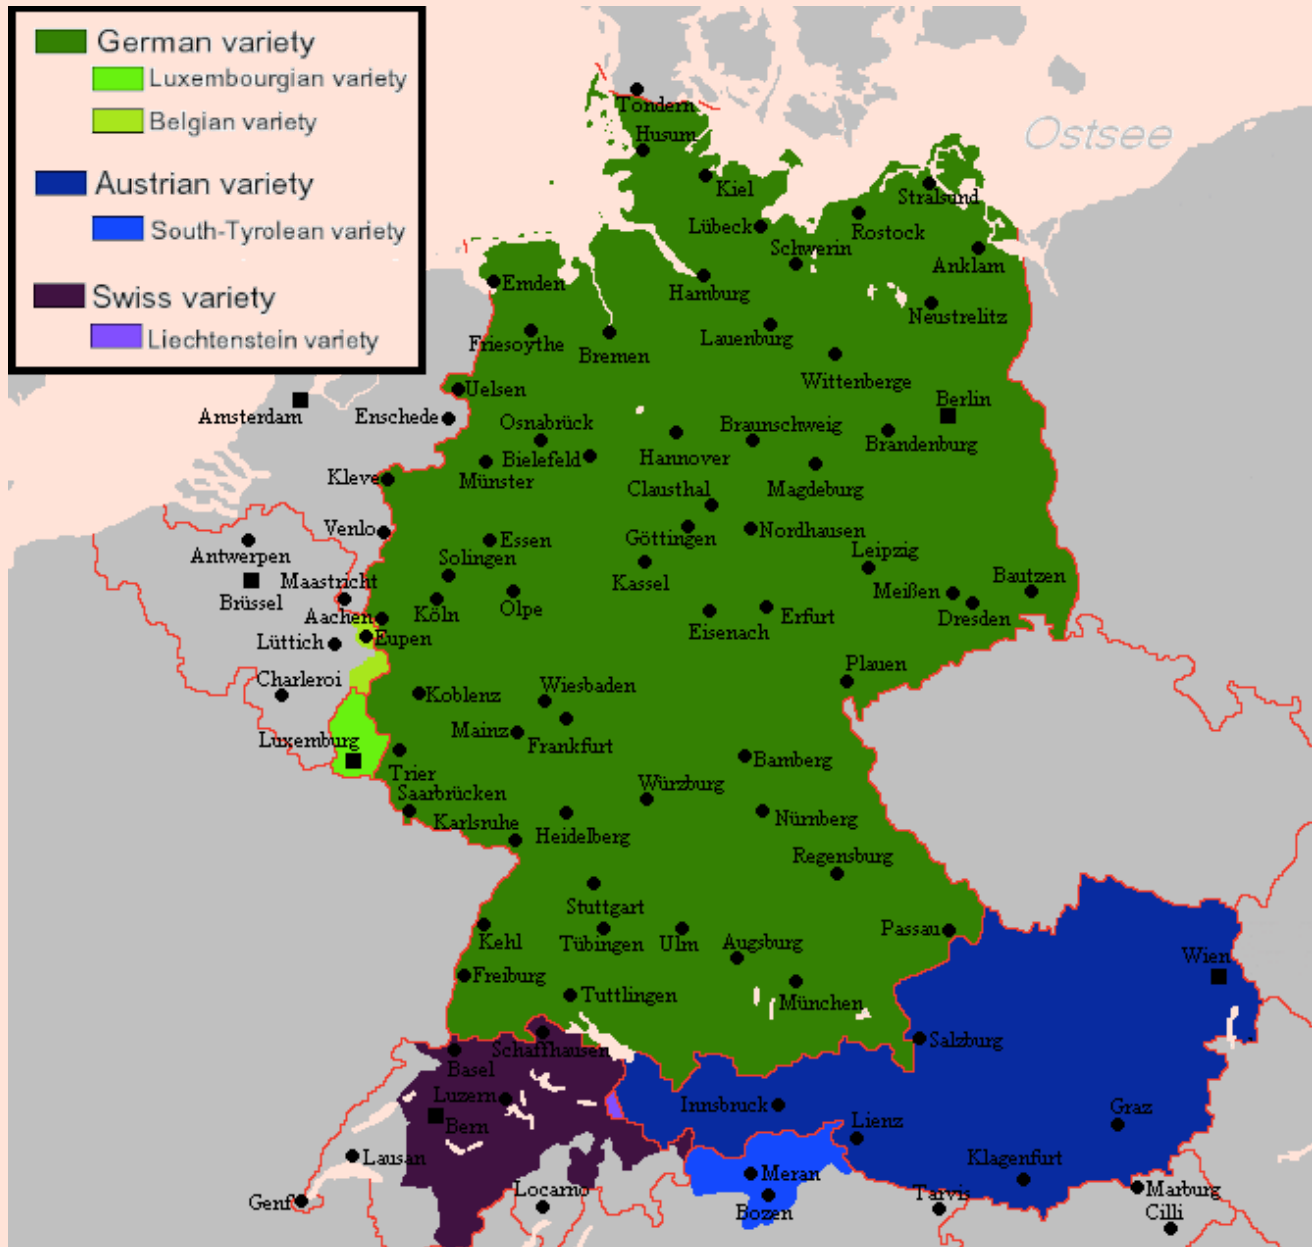 German variety
Luxembourgian variety
Belgian variety
Austrian variety
South-Tyrolean variety
Swiss variety
Liechtenstein variety
Ostsee
Tondern
Husum
Kiel
Stralsund
Lübeck
Rostock
Schwerin
Anklam
Emden
Hamburg
Neustrelitz
Friesoythe
Bremen
Lauenburg
Wittenberge
Uelsen
Berlin
Amsterdam
Enschede
Osnabrück
Braunschweig
Brandenburg
Bielefeld
Hannover
Münster
Magdeburg
Kleve
Clausthal
Venlo
Göttingen
Nordhausen
Antwerpen
Essen
Leipzig
Solingen
Kassel
Maastricht
Bautzen
Meißen
Brüssel
Köln
Olpe
Eisenach
Erfurt
Dresden
Aachen
Eupen
Lüttich
Plauen
Charleroi
Koblenz
Wiesbaden
Mainz
Frankfurt
Luxemburg
Bamberg
Trier
Würzburg
Saarbrücken
Karlsruhe
Heidelberg
Nürnberg
Regensburg
Stuttgart
Kehl
Tübingen
Ulm
Augsburg
Passau
Wien
Freiburg
Tuttlingen
München
Salzburg
Schaffhausen
Basel
Luzern
Bern
Innsbruck
Graz
Lienz
Lausan
Klagenfurt
Meran
Genf
Locarno
Bozen
Tarvis
Marburg
Cilli